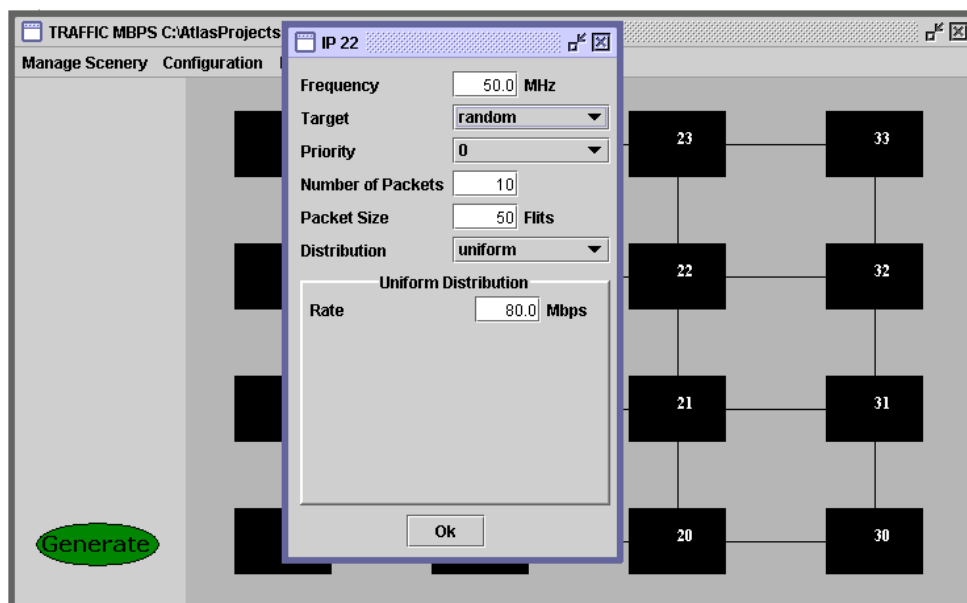 TRAFFIC MBPS C:\AtlasProjects
Manage Scenery Configuration
IP 22
Frequency 50.0 MHz
Target random
Priority 0
Number of Packets 10
Packet Size 50 Flits
Distribution uniform
Uniform Distribution
Rate 80.0 Mbps
Ok
23 33
22 32
21 31
20 30
Generate